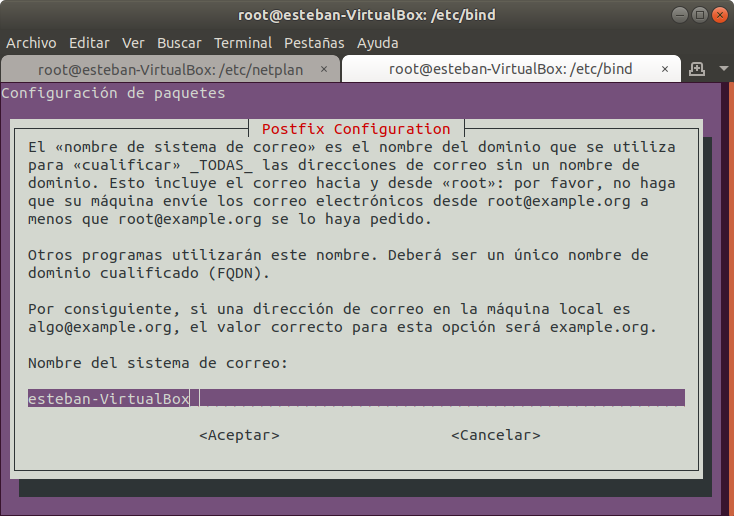 root@esteban-VirtualBox: /etc/bind
Archivo Editar Ver Buscar Terminal Pestañas Ayuda
root@esteban-VirtualBox: /etc/netplan × root@esteban-VirtualBox: /etc/bind ×
Configuración de paquetes
Postfix Configuration
El «nombre de sistema de correo» es el nombre del dominio que se utiliza
para «cualificar» _TODAS_ las direcciones de correo sin un nombre de
dominio. Esto incluye el correo hacia y desde «root»: por favor, no haga
que su máquina envíe los correo electrónicos desde root@example.org a
menos que root@example.org se lo haya pedido.
Otros programas utilizarán este nombre. Deberá ser un único nombre de
dominio cualificado (FQDN).
Por consiguiente, si una dirección de correo en la máquina local es
algo@example.org, el valor correcto para esta opción será example.org.
Nombre del sistema de correo:
esteban-VirtualBox
<Aceptar> <Cancelar>